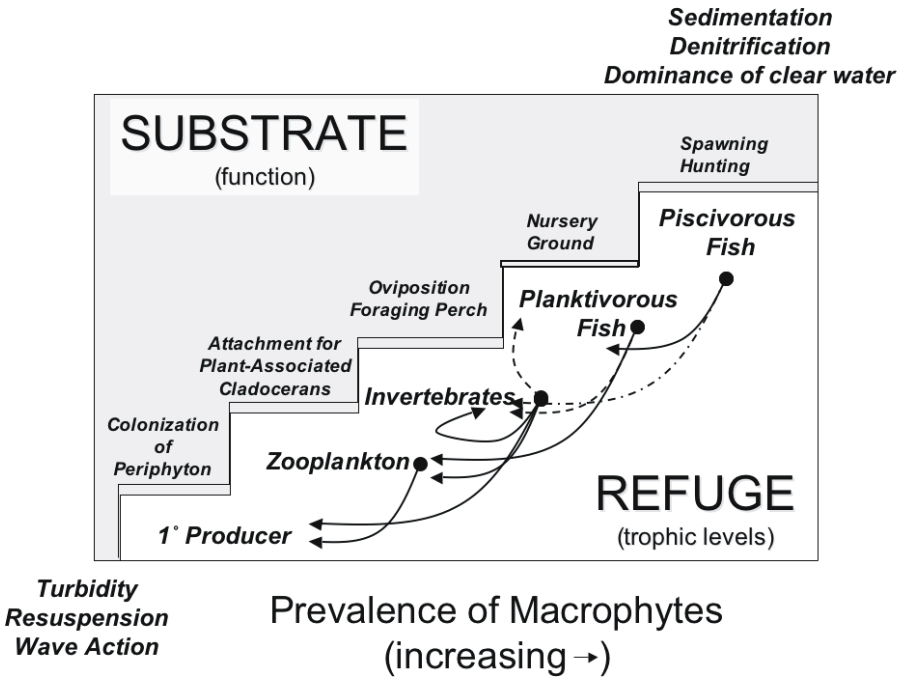 Sedimentation
Denitrification
Dominance of clear water
SUBSTRATE
(function)
Spawning
Hunting
Piscivorous
Fish
Nursery
Ground
Planktivorous
Fish
Oviposition
Foraging Perch
Invertebrates
Attachment for
Plant-Associated
Cladocerans
Zooplankton
Colonization
of
Periphyton
1° Producer
REFUGE
(trophic levels)
Turbidity
Resuspension
Wave Action
Prevalence of Macrophytes
(increasing→)